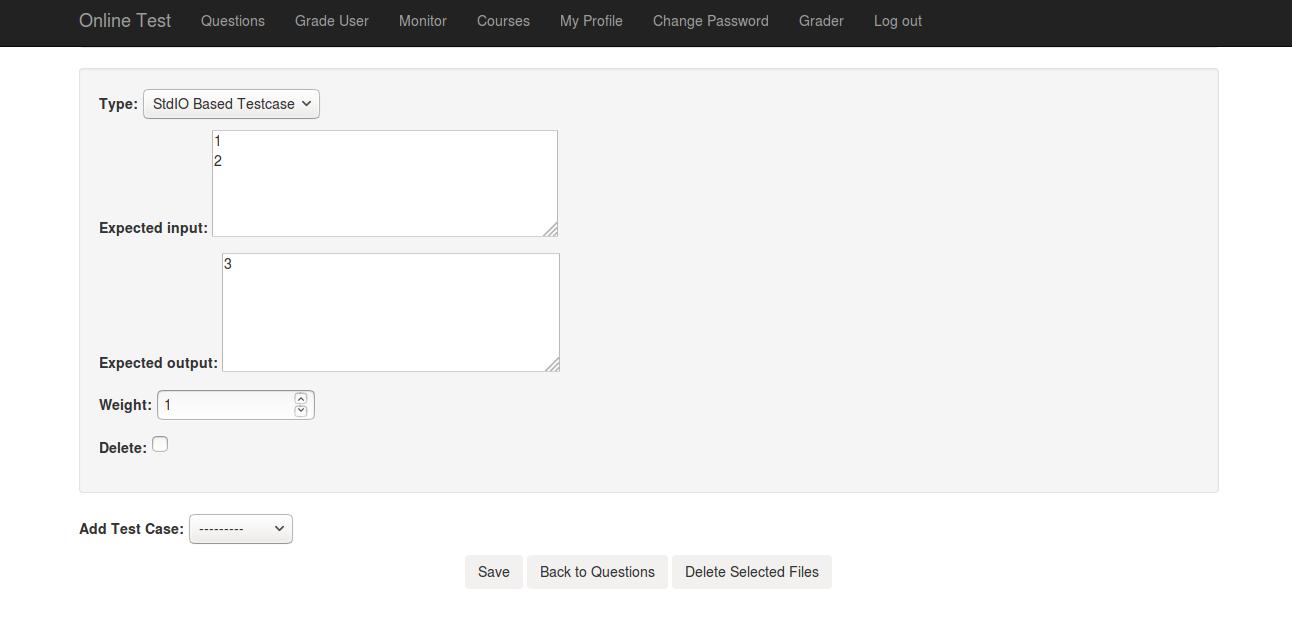 Online Test Questions Grade User Monitor Courses My Profile Change Password Grader Log out
Type: StdIO Based Testcase
1
2
Expected input:
3
Expected output:
Weight: 1
Delete:
Add Test Case: ---------
Save Back to Questions Delete Selected Files